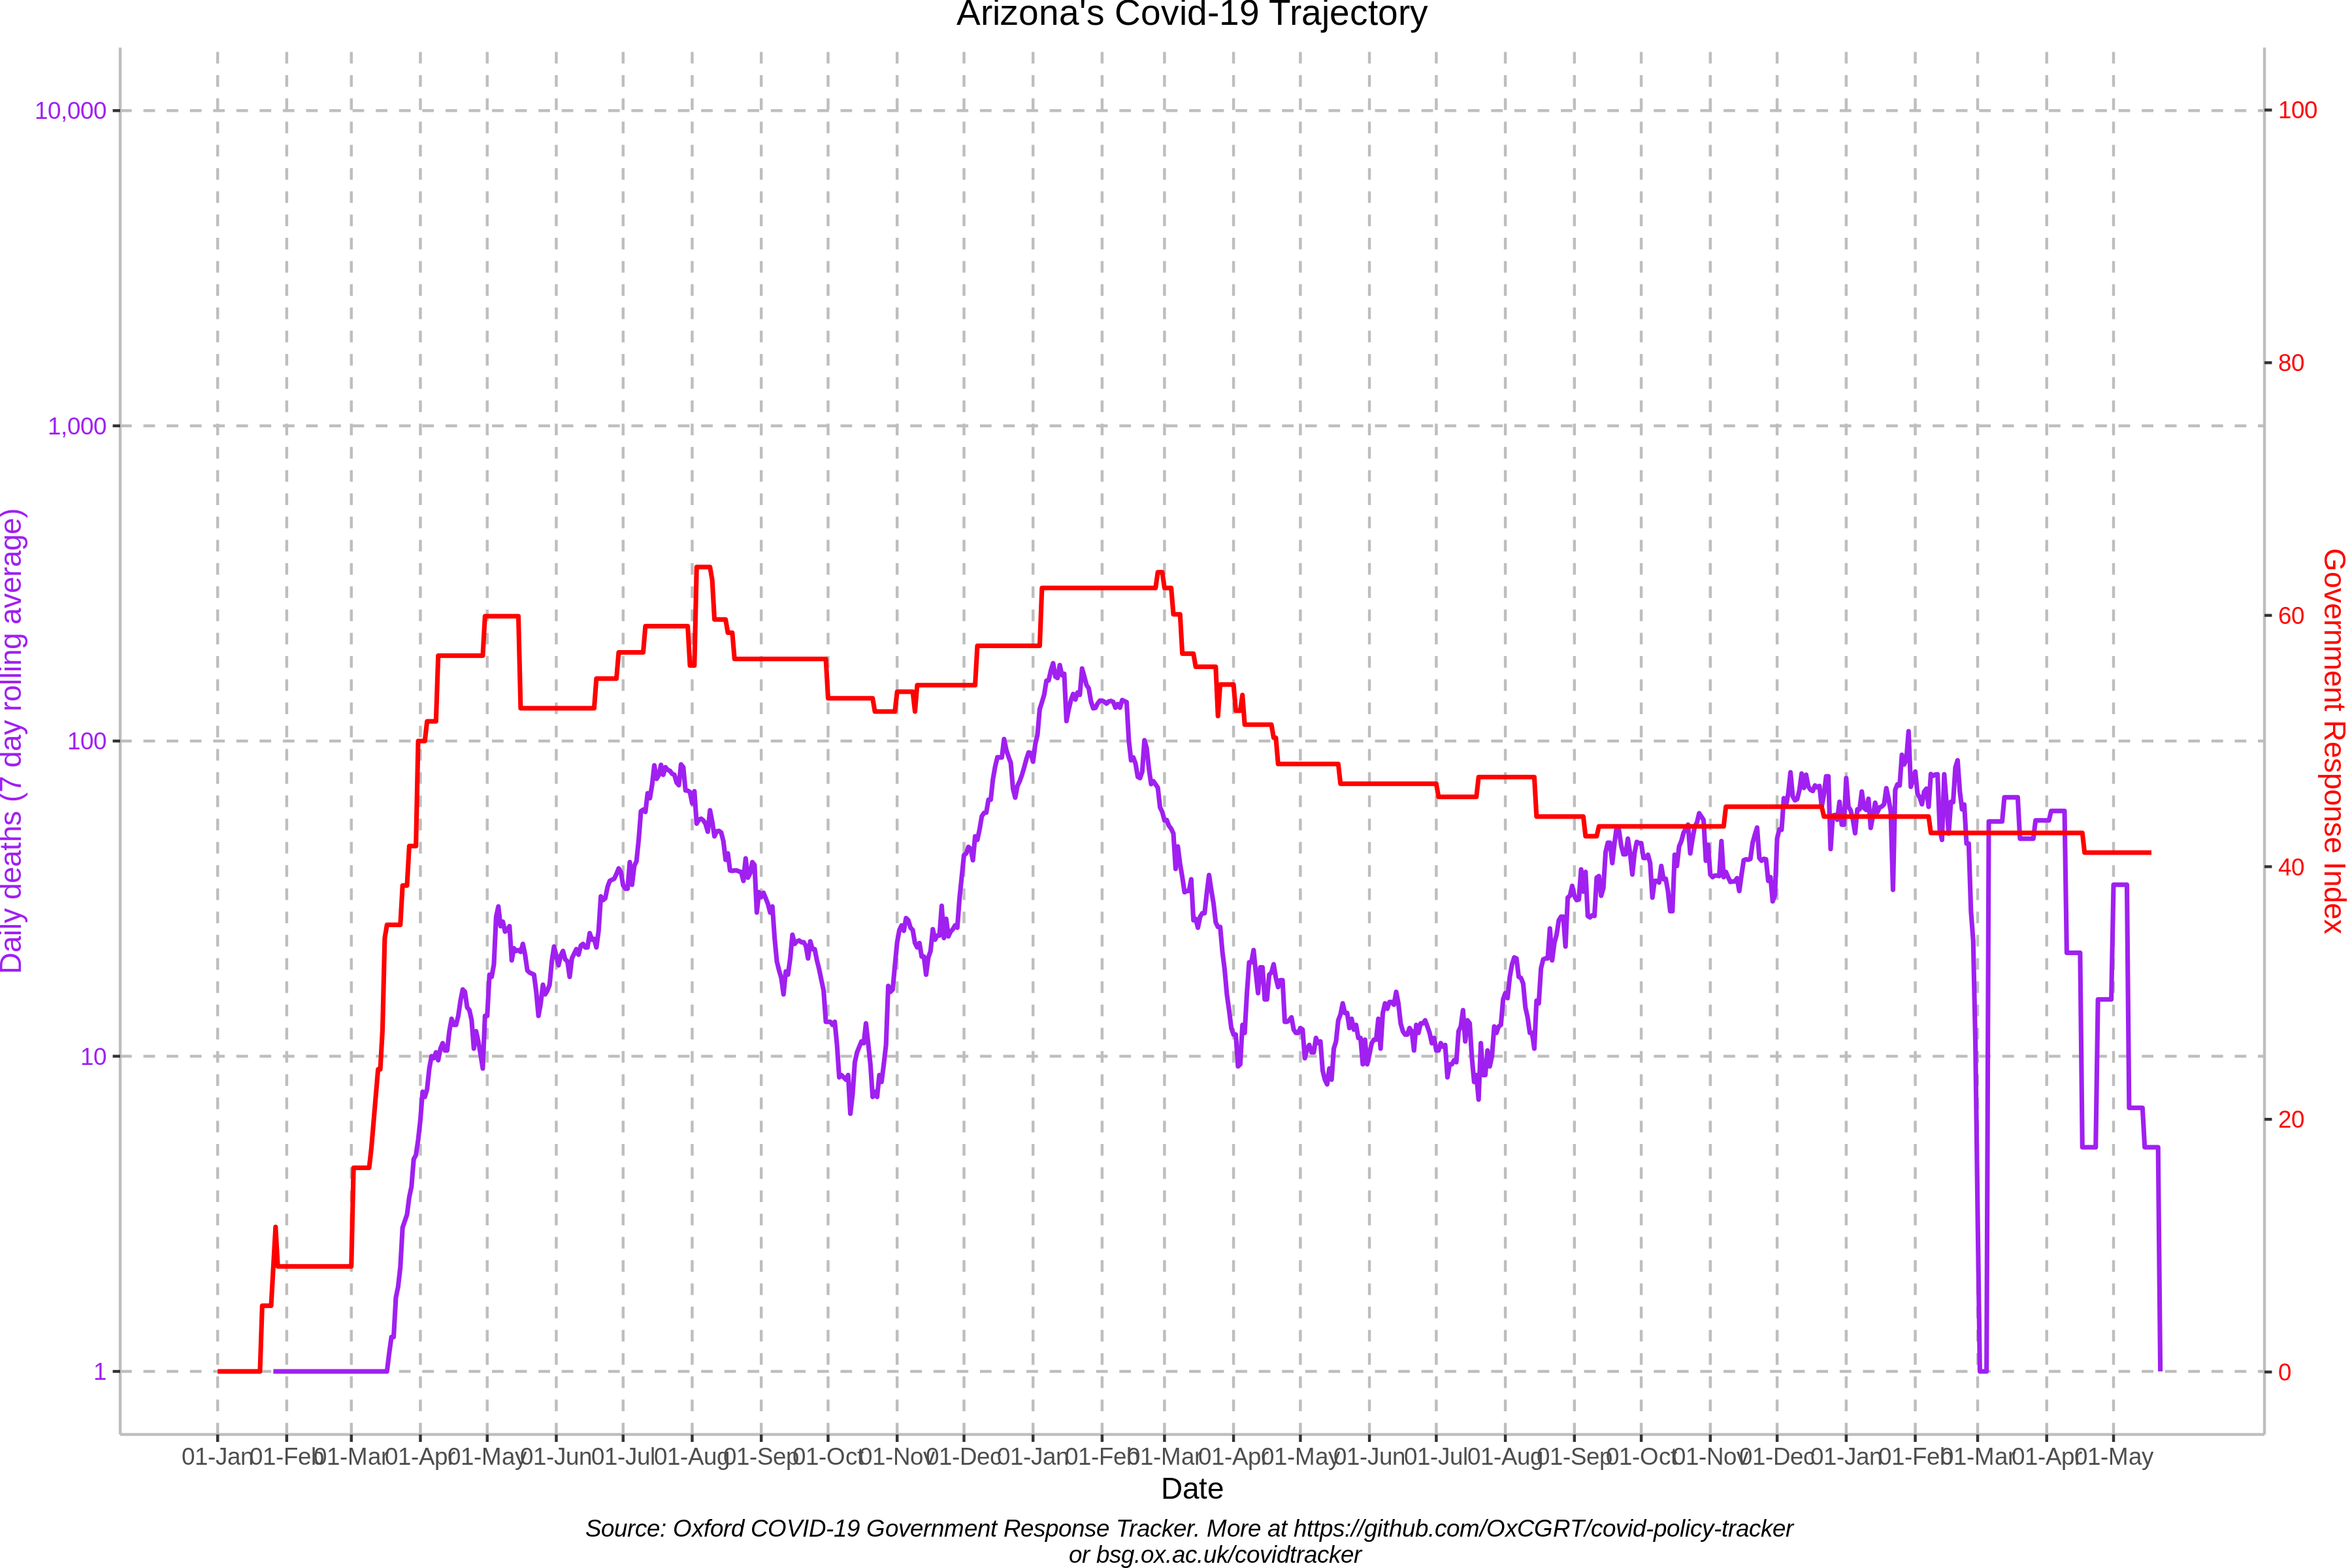 Arizona's Covid-19 Trajectory
10,000
1,000
100
10
1
Daily deaths (7 day rolling average)
100
80
60
40
20
0
Government Response Index
01-Jan 01-Feb 01-Mar 01-Apr 01-May 01-Jun 01-Jul 01-Aug 01-Sep 01-Oct 01-Nov 01-Dec 01-Jan 01-Feb 01-Mar 01-Apr 01-May 01-Jun 01-Jul 01-Aug 01-Sep 01-Oct 01-Nov 01-Dec 01-Jan 01-Feb 01-Mar 01-Apr 01-May
Date
Source: Oxford COVID-19 Government Response Tracker. More at https://github.com/OxCGRT/covid-policy-tracker
or bsg.ox.ac.uk/covidtracker